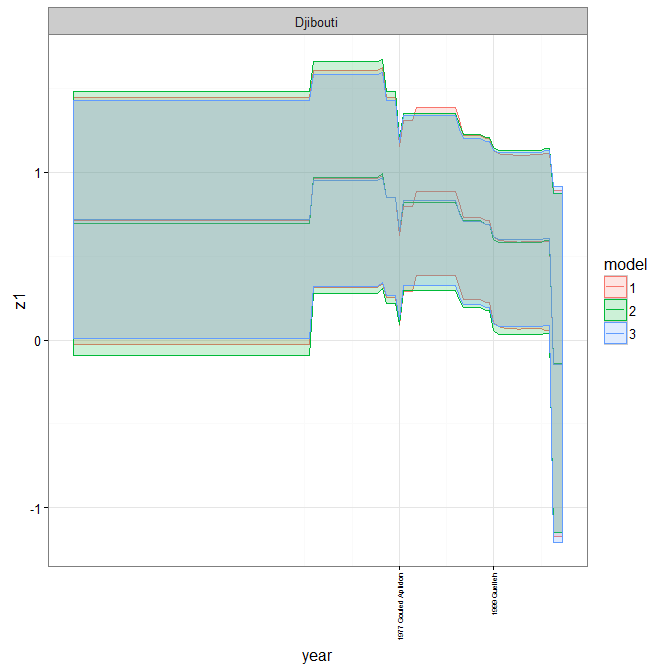 Djibouti
1
0
-1
z1
1977 Gouled Aptidon
1999 Guelleh
year
model
1
2
3